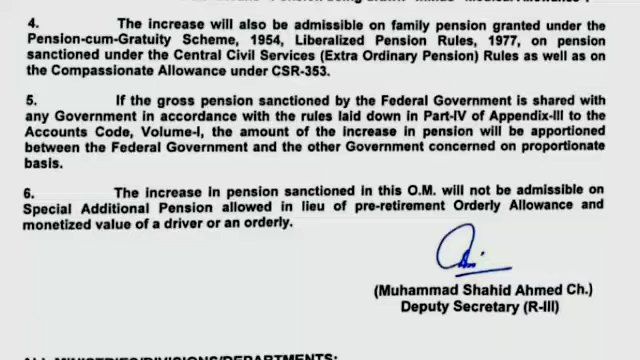 4. The increase will also be admissible on family pension granted under the
Pension-cum-Gratuity Scheme, 1954, Liberalized Pension Rules, 1977, on pension
sanctioned under the Central Civil Services (Extra Ordinary Pension) Rules as well as on
the Compassionate Allowance under CSR-353.
5. If the gross pension sanctioned by the Federal Government is shared with
any Government in accordance with the rules laid down in Part-IV of Appendix-III to the
Accounts Code, Volume-I, the amount of the increase in pension will be apportioned
between the Federal Government and the other Government concerned on proportionate
basis.
6. The increase in pension sanctioned in this O.M. will not be admissible on
Special Additional Pension allowed in lieu of pre-retirement Orderly Allowance and
monetized value of a driver or an orderly.
(Muhammad Shahid Ahmed Ch.)
Deputy Secretary (R-III)
ALL MINISTRIES/DIVISIONS/DEPARTMENTS: